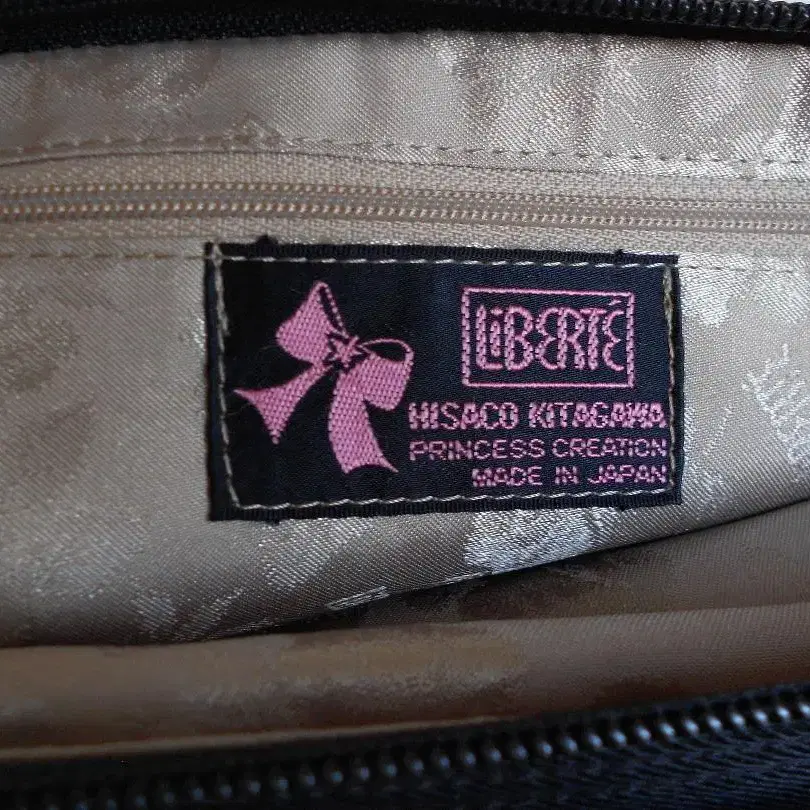 LiBERTÉ
HISACO KITAGAWA
PRINCESS CREATION
MADE IN JAPAN